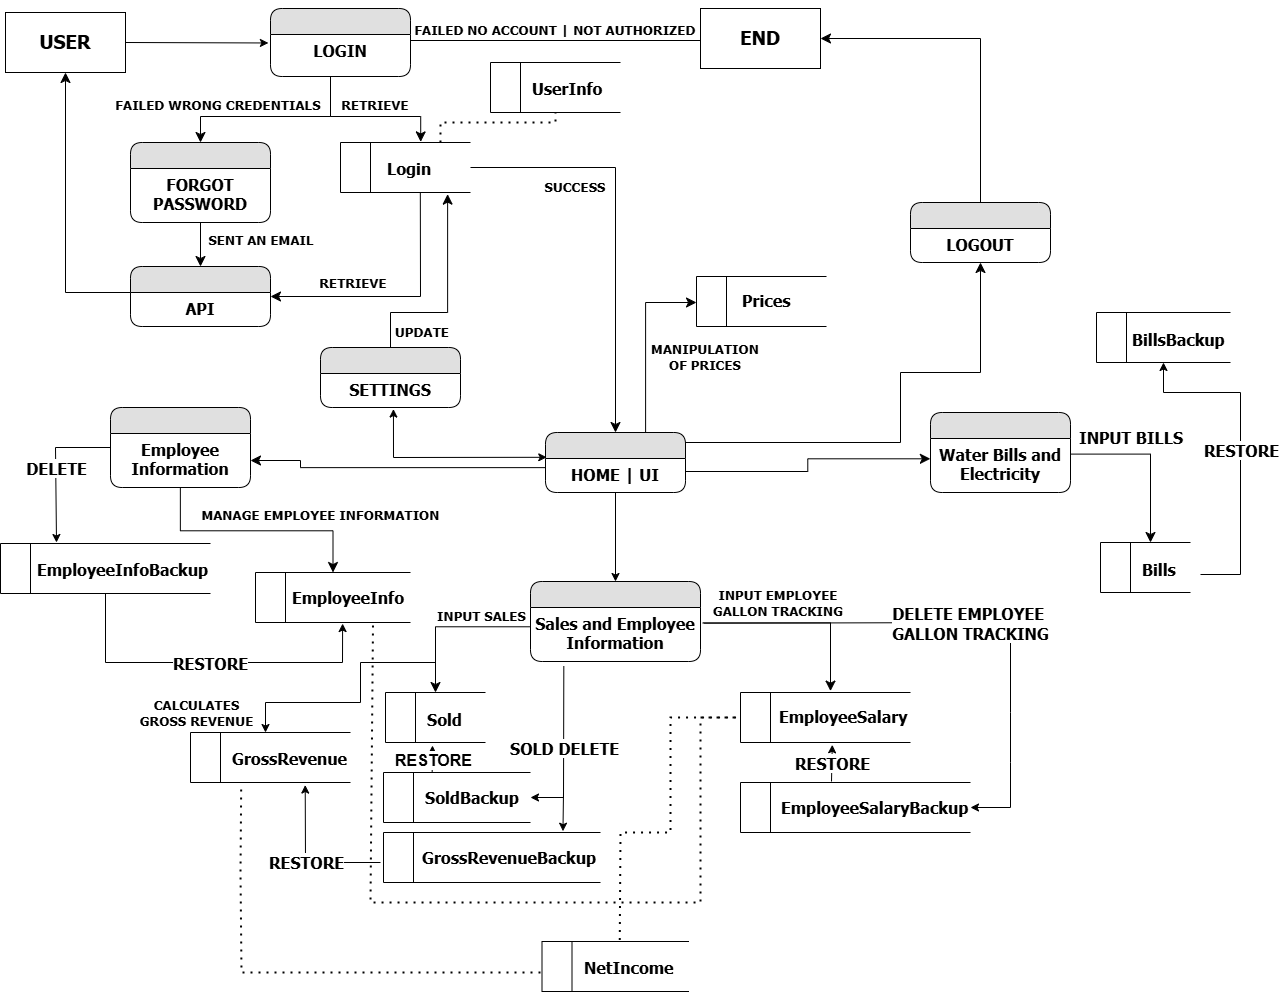 USER
LOGIN
FAILED NO ACCOUNT | NOT AUTHORIZED
END
UserInfo
FAILED WRONG CREDENTIALS
RETRIEVE
Login
FORGOT
PASSWORD
SUCCESS
SENT AN EMAIL
LOGOUT
RETRIEVE
API
Prices
UPDATE
BillsBackup
MANIPULATION
OF PRICES
SETTINGS
Employee
Information
DELETE
HOME | UI
Water Bills and
Electricity
INPUT BILLS
RESTORE
MANAGE EMPLOYEE INFORMATION
EmployeeInfoBackup
Bills
EmployeeInfo
INPUT SALES
Sales and Employee
Information
INPUT EMPLOYEE
GALLON TRACKING
DELETE EMPLOYEE
GALLON TRACKING
RESTORE
CALCULATES
GROSS REVENUE
Sold
EmployeeSalary
GrossRevenue
RESTORE
SOLD DELETE
RESTORE
SoldBackup
EmployeeSalaryBackup
RESTORE
GrossRevenueBackup
NetIncome